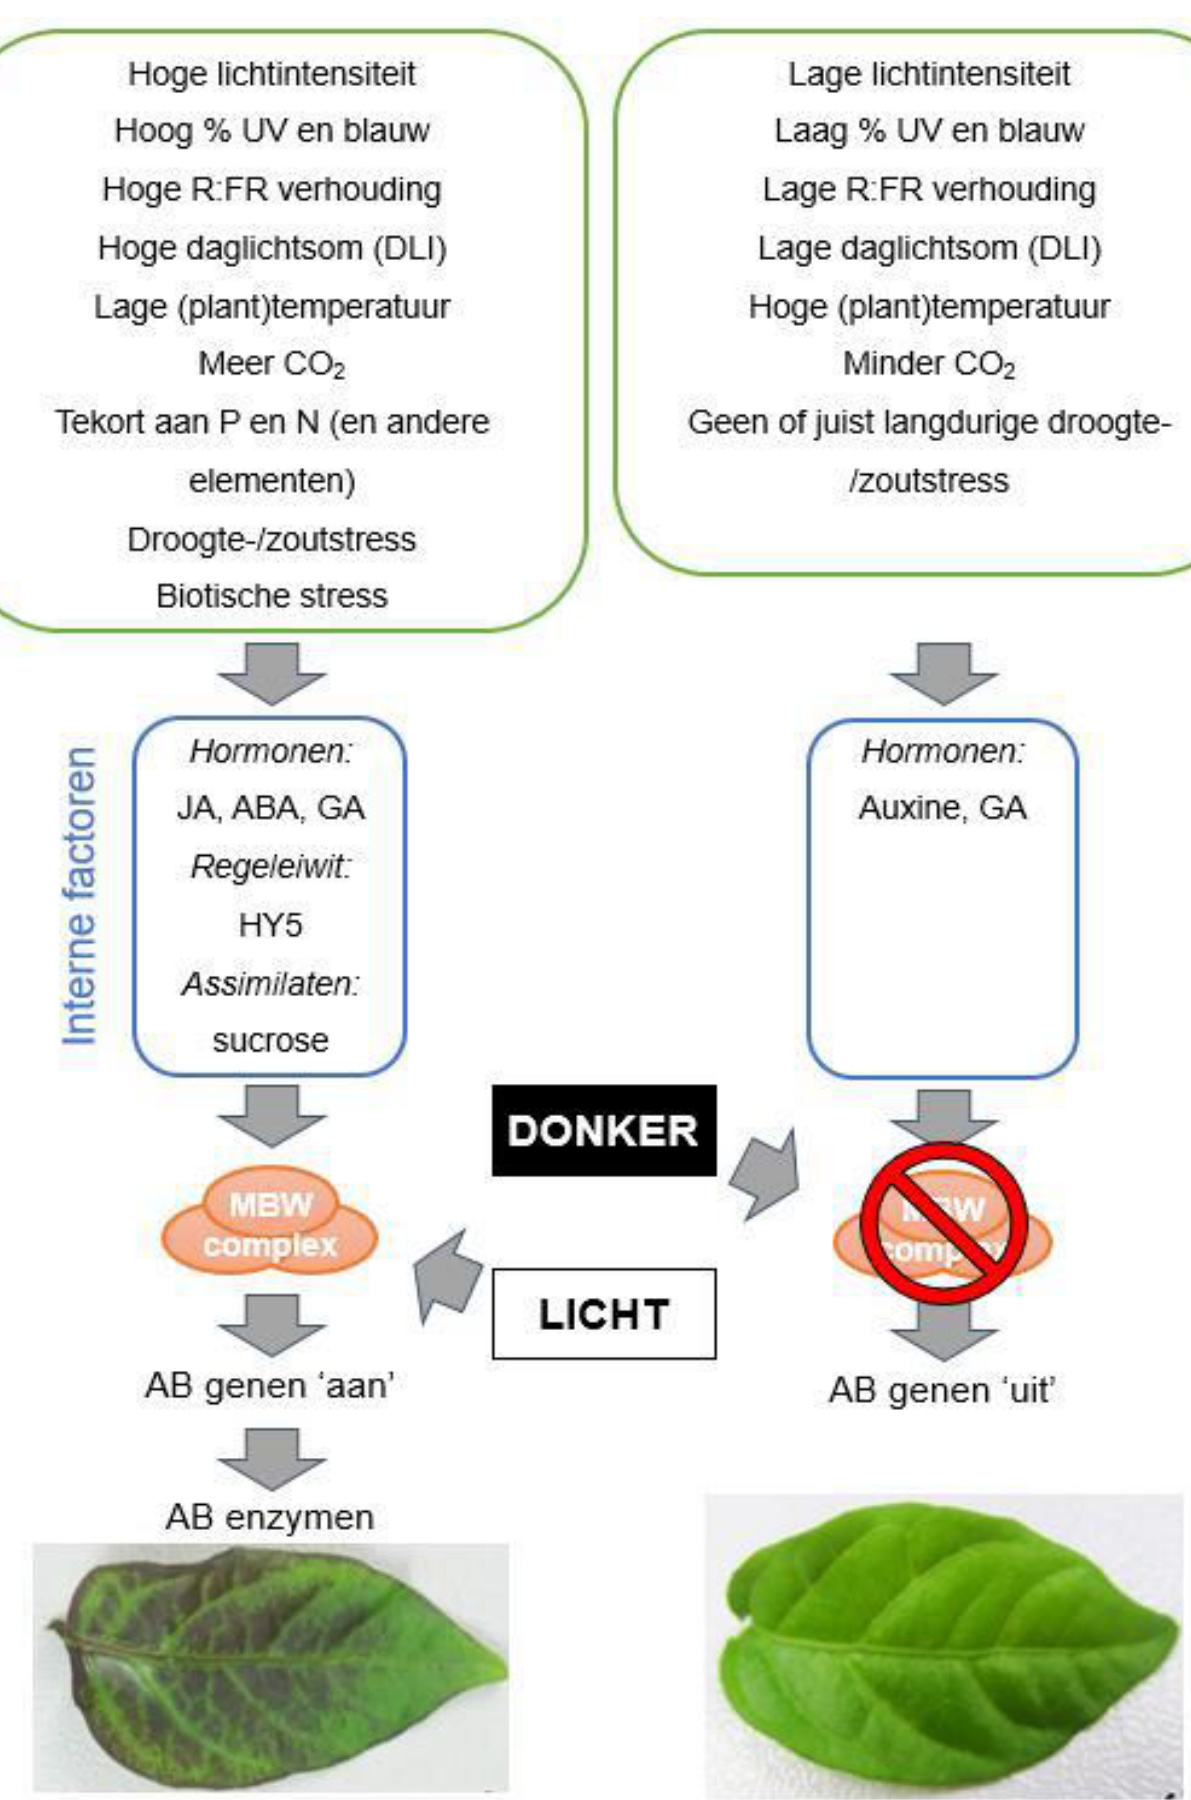 Hoge lichtintensiteit
Hoog % UV en blauw
Hoge R:FR verhouding
Hoge daglichtsom (DLI)
Lage (plant)temperatuur
Meer CO₂
Tekort aan P en N (en andere
elementen)
Droogte-/zoutstress
Biotische stress
Lage lichtintensiteit
Laag % UV en blauw
Lage R:FR verhouding
Lage daglichtsom (DLI)
Hoge (plant)temperatuur
Minder CO₂
Geen of juist langdurige droogte-
/zoutstress
Interne factoren
Hormonen:
JA, ABA, GA
Regeleiwit:
HY5
Assimilaten:
sucrose
Hormonen:
Auxine, GA
DONKER
LICHT
MBW
complex
MBW
complex
AB genen ‘aan’
AB genen ‘uit’
AB enzymen